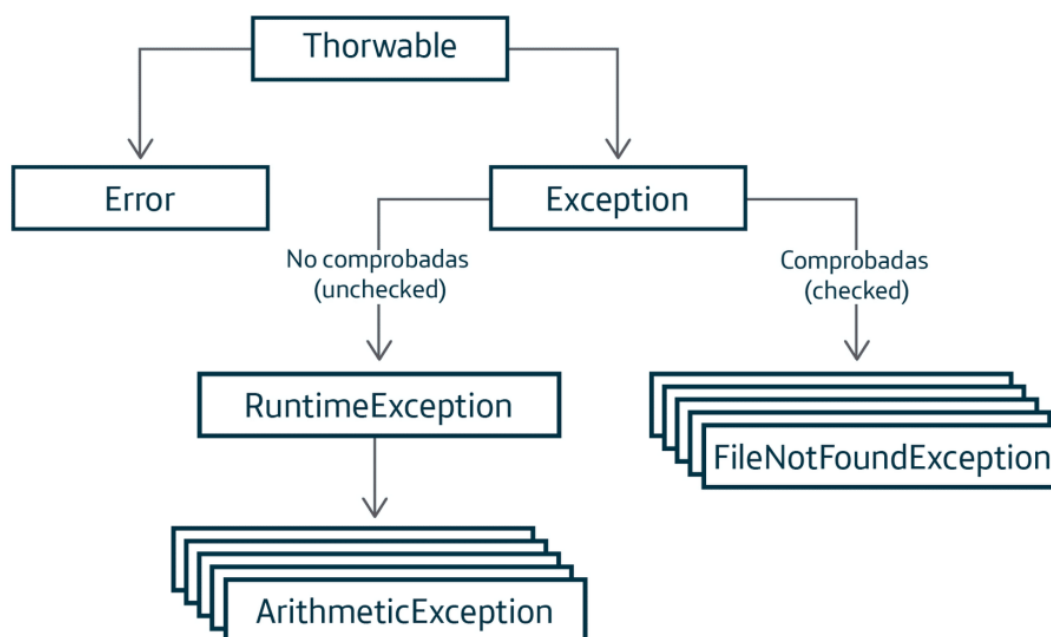 Thorwable
Error
Exception
No comprobadas
(unchecked)
Comprobadas
(checked)
RuntimeException
FileNotFoundException
ArithmeticException